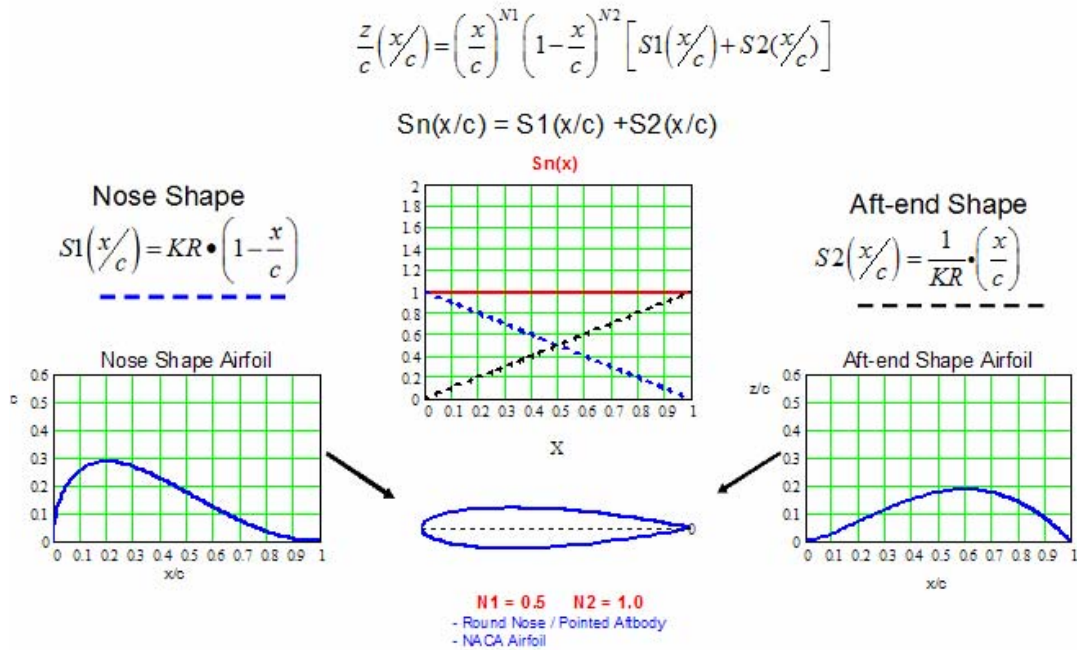 z/c (x/c) = (x/c)^N1 (1 − x/c)^N2 [S1(x/c) + S2(x/c)]
Sn(x/c) = S1(x/c) +S2(x/c)
Sn(x)
Nose Shape
S1(x/c) = KR • (1 − x/c)
2
1.8
1.6
1.4
1.2
1
0.8
0.6
0.4
0.2
0
0 0.1 0.2 0.3 0.4 0.5 0.6 0.7 0.8 0.9 1
X
Aft-end Shape
S2(x/c) = 1/KR • (x/c)
Nose Shape Airfoil
c
0.6
0.5
0.4
0.3
0.2
0.1
0
0 0.1 0.2 0.3 0.4 0.5 0.6 0.7 0.8 0.9 1
x/c
Aft-end Shape Airfoil
z/c
0.6
0.5
0.4
0.3
0.2
0.1
0
0 0.1 0.2 0.3 0.4 0.5 0.6 0.7 0.8 0.9 1
x/c
0
N1 = 0.5 N2 = 1.0
- Round Nose / Pointed Aftbody
- NACA Airfoil